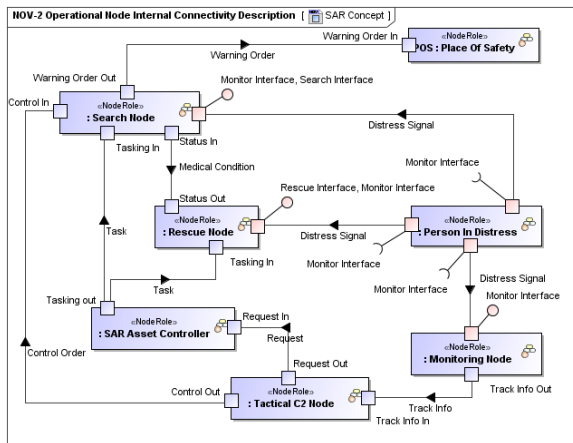 NOV-2 Operational Node Internal Connectivity Description [ SAR Concept ]
Warning Order In
«NodeRole»
POS : Place Of Safety
Warning Order
Warning Order Out
Monitor Interface, Search Interface
Control In
«NodeRole»
: Search Node
Distress Signal
Tasking In
Status In
Monitor Interface
Medical Condition
Rescue Interface, Monitor Interface
Status Out
«NodeRole»
: Rescue Node
«NodeRole»
: Person In Distress
Task
Distress Signal
Tasking In
Monitor Interface
Task
Distress Signal
Monitor Interface
Monitor Interface
Tasking out
Request In
«NodeRole»
: SAR Asset Controller
Request
«NodeRole»
: Monitoring Node
Control Order
Request Out
Control Out
Track Info Out
«NodeRole»
: Tactical C2 Node
Track Info
Track Info In